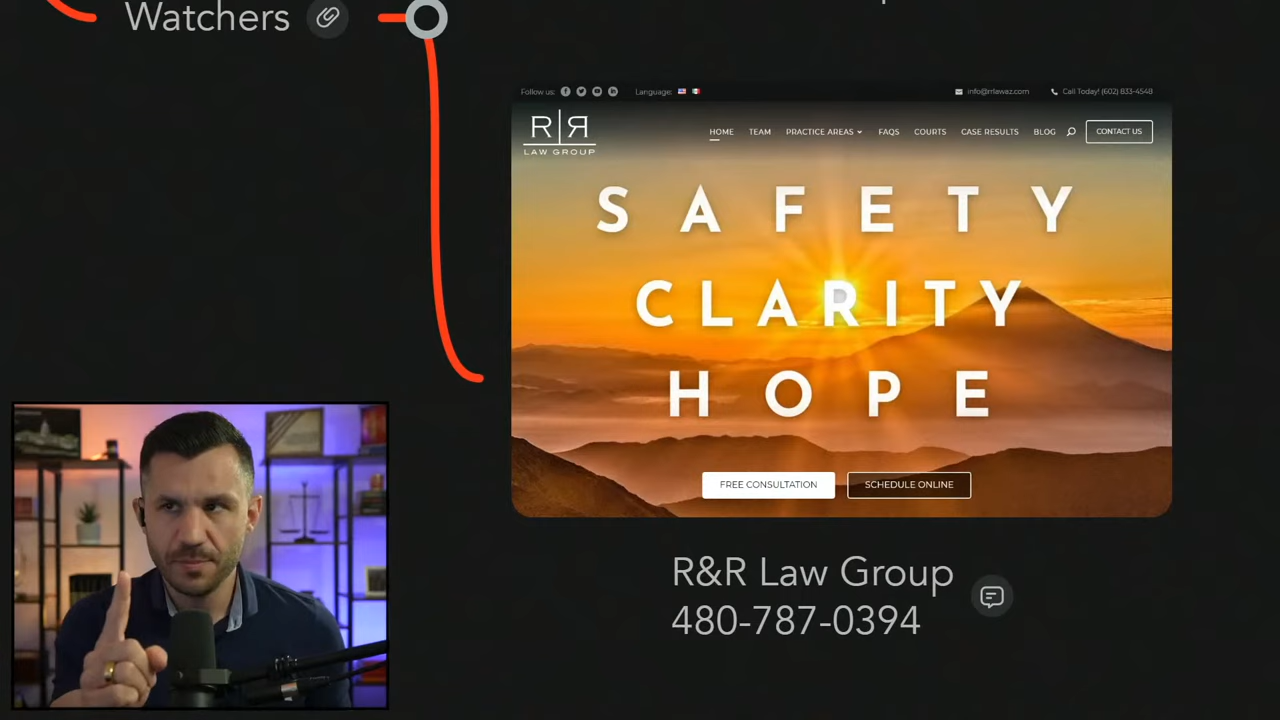 Watchers
Follow us:
Language:
info@rrlawaz.com
Call Today! (602) 833-4548
R|R
LAW GROUP
HOME
TEAM
PRACTICE AREAS
FAQS
COURTS
CASE RESULTS
BLOG
CONTACT US
SAFETY
CLARITY
HOPE
FREE CONSULTATION
SCHEDULE ONLINE
R&R Law Group
480-787-0394